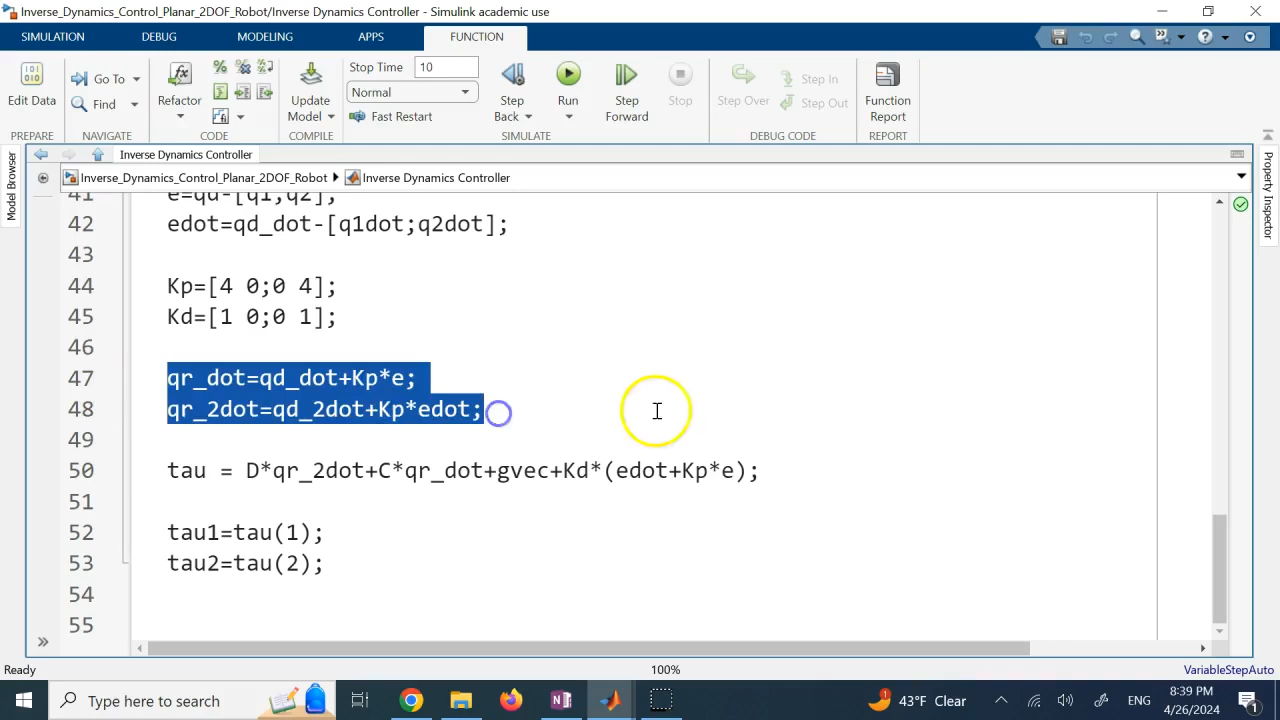 Inverse_Dynamics_Control_Planar_2DOF_Robot/Inverse Dynamics Controller - Simulink academic use
SIMULATION DEBUG MODELING APPS FUNCTION
Edit Data
PREPARE
Go To
Find
NAVIGATE
Refactor
CODE
Update Model
COMPILE
Stop Time 10
Normal
Fast Restart
Step Back
Run
Step Forward
Stop
SIMULATE
Step Over
Step In
Step Out
DEBUG CODE
Function Report
REPORT
Inverse Dynamics Controller
Inverse_Dynamics_Control_Planar_2DOF_Robot Inverse Dynamics Controller
Model Browser
Property Inspector
41 e=qd-[q1;q2];
42 edot=qd_dot-[q1dot;q2dot];
43
44 Kp=[4 0;0 4];
45 Kd=[1 0;0 1];
46
47 qr_dot=qd_dot+Kp*e;
48 qr_2dot=qd_2dot+Kp*edot;
49
50 tau = D*qr_2dot+C*qr_dot+gvec+Kd*(edot+Kp*e);
51
52 tau1=tau(1);
53 tau2=tau(2);
54
55
Ready 100% VariableStepAuto
Type here to search
1
43°F Clear
ENG
8:39 PM
4/26/2024
1